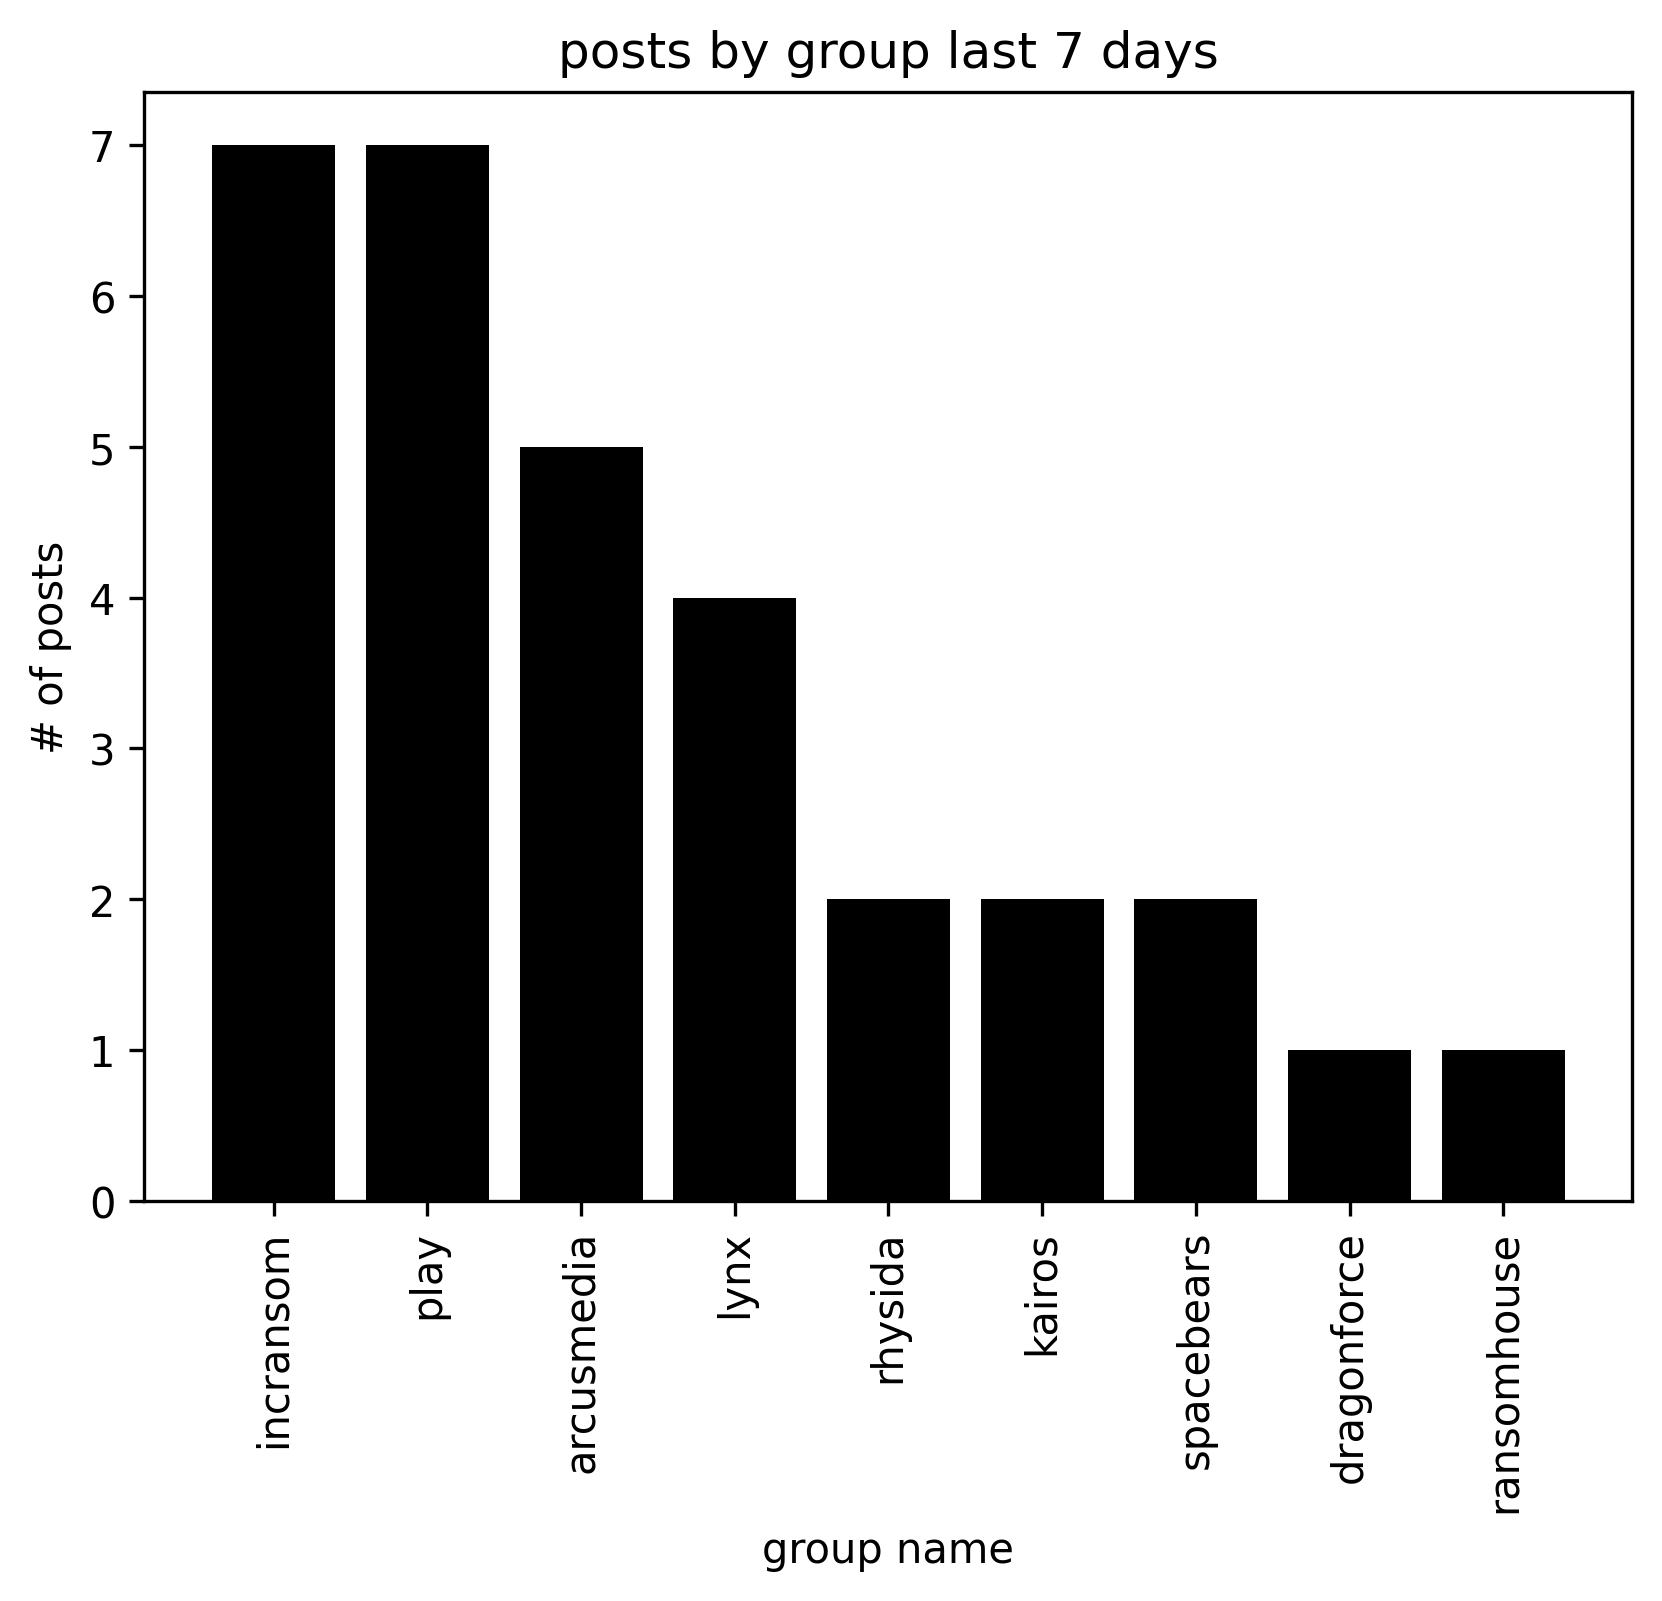 posts by group last 7 days
# of posts
7
6
5
4
3
2
1
0
incransom
play
arcusmedia
lynx
rhysida
kairos
spacebears
dragonforce
ransomhouse
group name